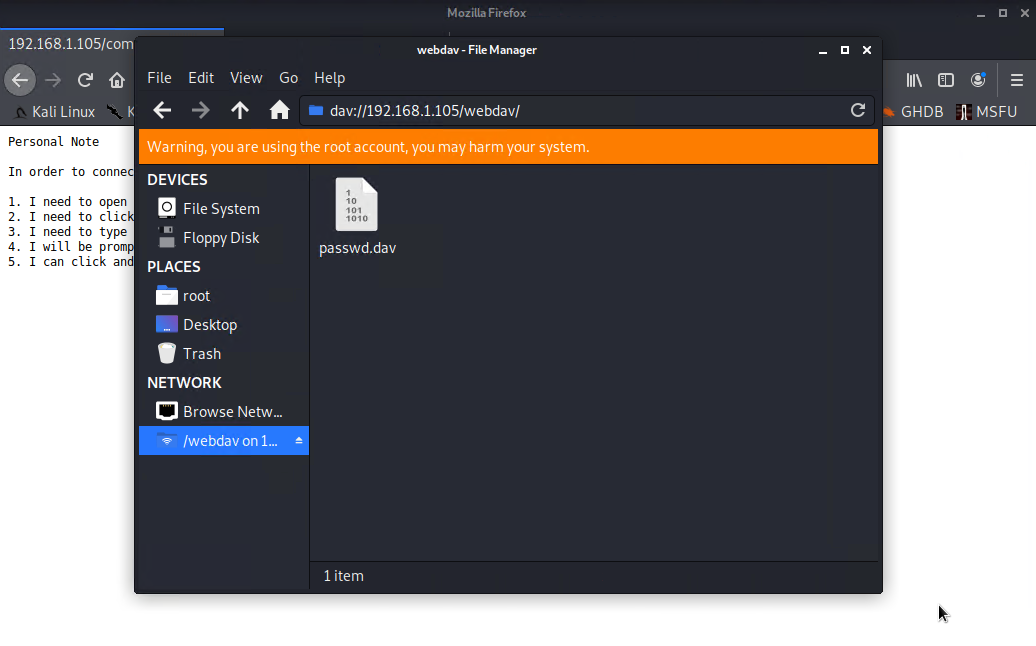 Mozilla Firefox
192.168.1.105/com
webdav - File Manager
File Edit View Go Help
dav://192.168.1.105/webdav/
Kali Linux
GHDB
MSFU
Warning, you are using the root account, you may harm your system.
Personal Note
In order to connec
1. I need to open
2. I need to click
3. I need to type
4. I will be promp
5. I can click and
DEVICES
File System
Floppy Disk
PLACES
root
Desktop
Trash
NETWORK
Browse Netw...
/webdav on 1...
1
10
101
1010
passwd.dav
1 item